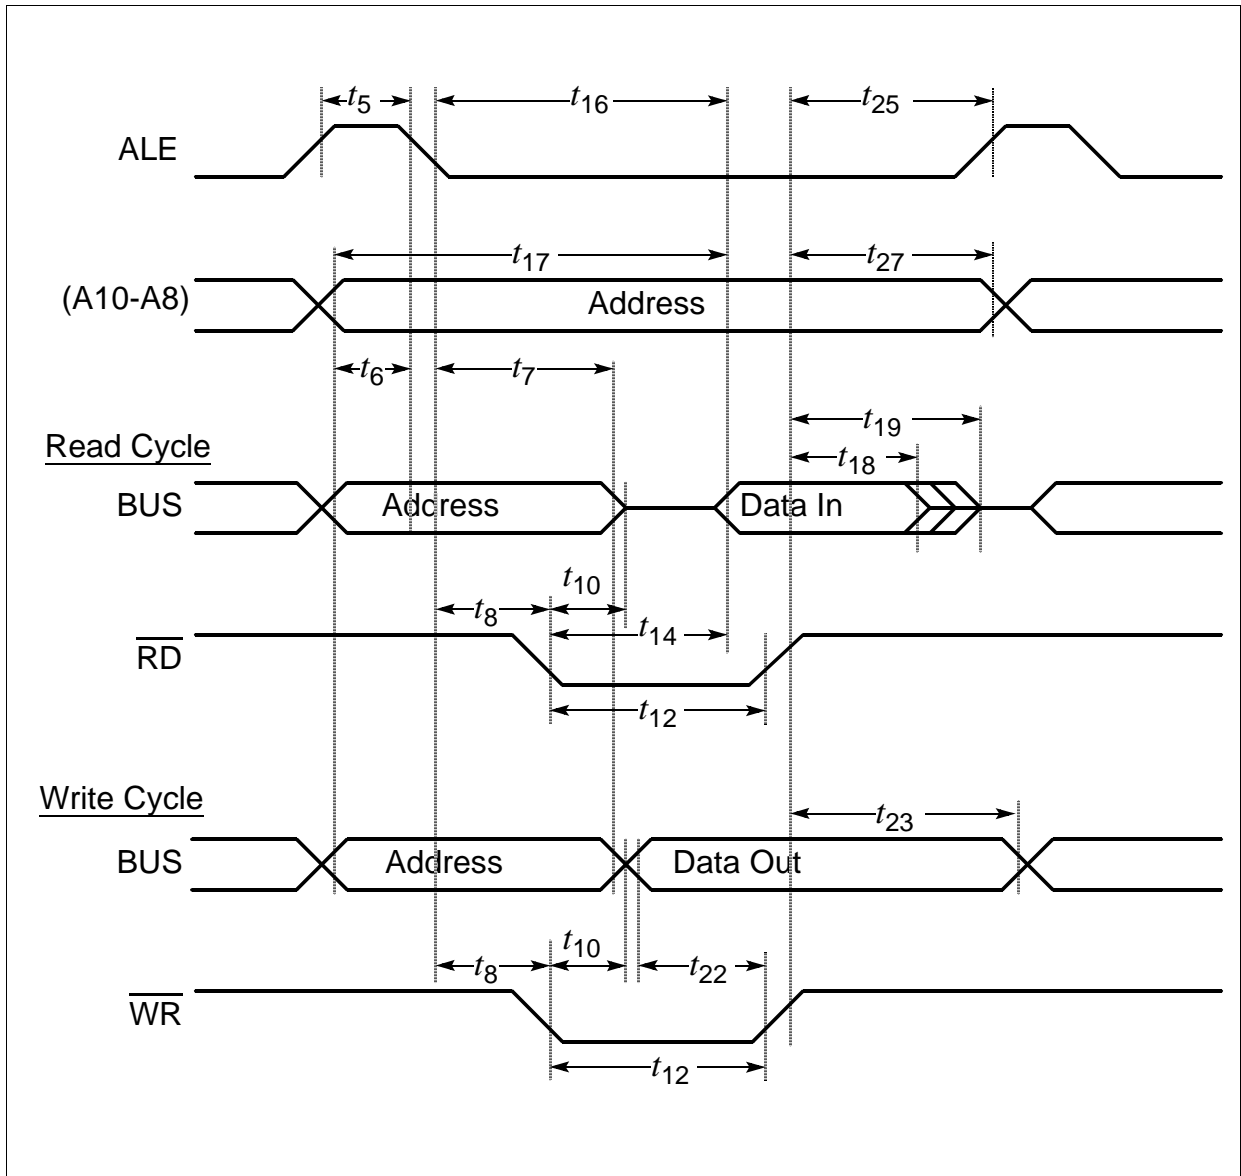 t5 t16 t25
ALE
t17 t27
(A10-A8) Address
t6 t7
t19
Read Cycle
t18
BUS Address Data In
t10
t8
t14
RD
t12
Write Cycle
t23
BUS Address Data Out
t10
t8 t22
WR
t12